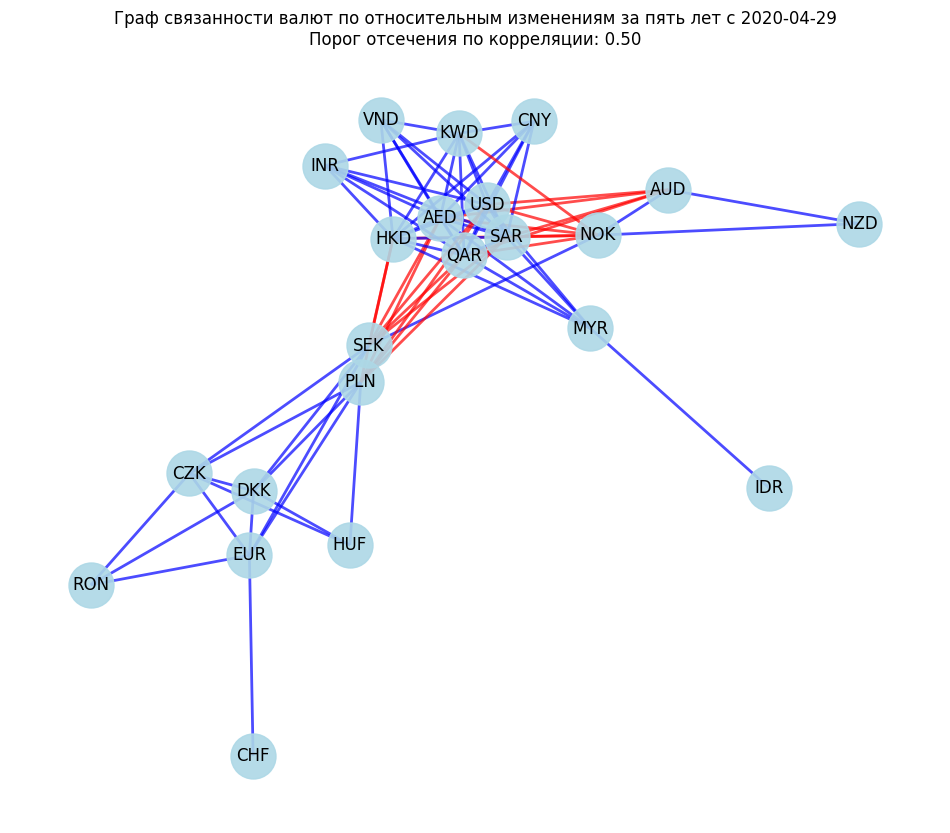 Граф связанности валют по относительным изменениям за пять лет с 2020-04-29
Порог отсечения по корреляции: 0.50
VND
KWD
CNY
INR
AUD
USD
AED
NZD
NOK
SAR
HKD
QAR
MYR
SEK
PLN
CZK
IDR
DKK
HUF
EUR
RON
CHF